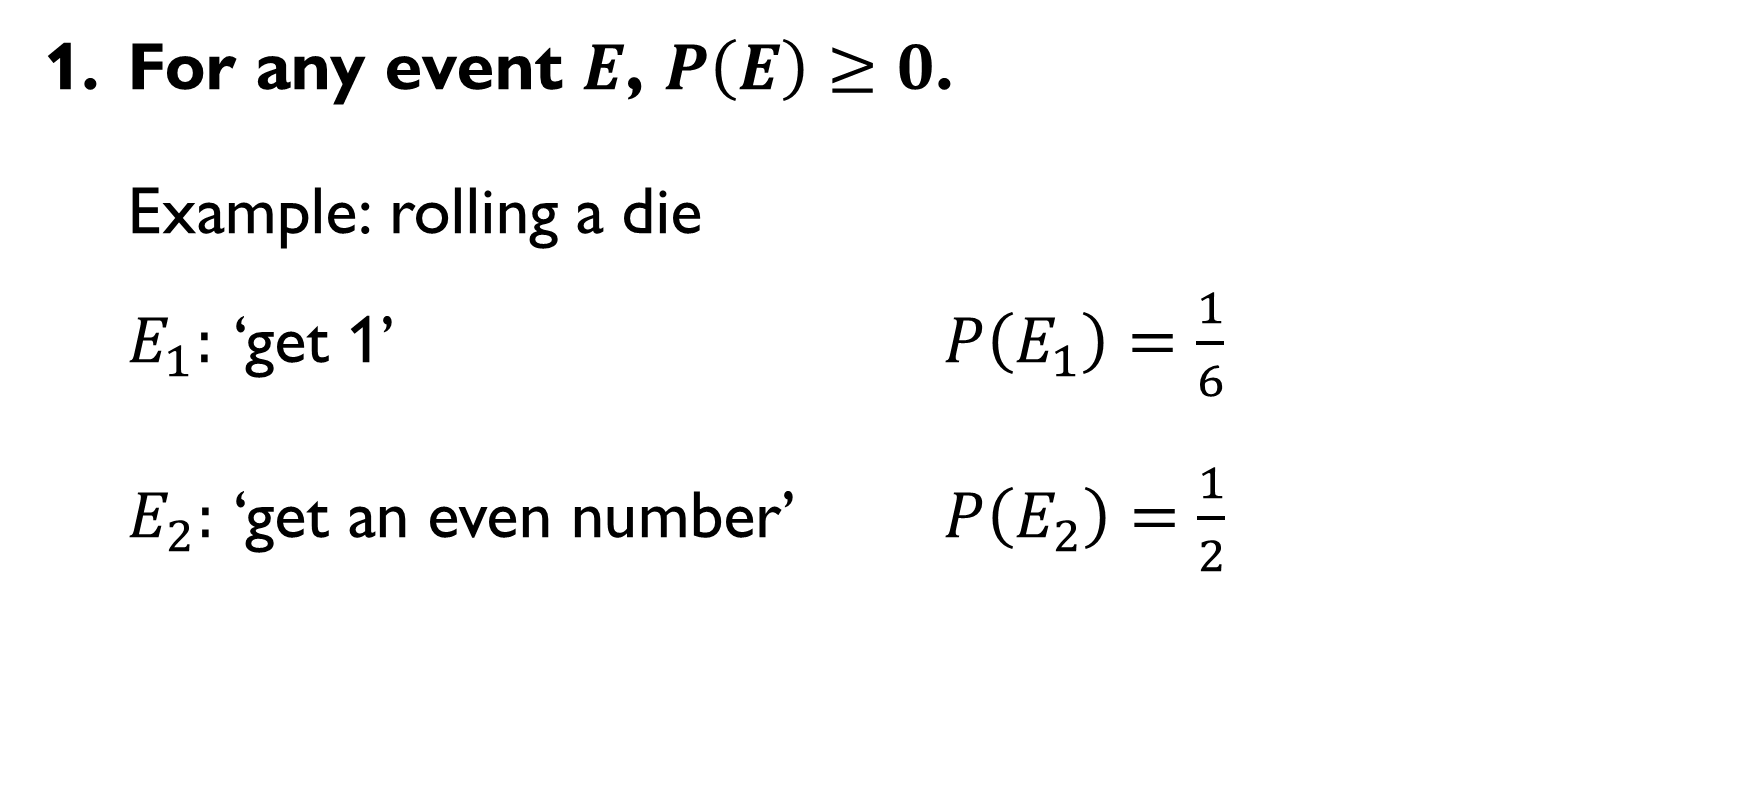 1. For any event E, P(E) ≥ 0.
Example: rolling a die
E₁: ‘get 1’ P(E₁) = 1/6
E₂: ‘get an even number’ P(E₂) = 1/2